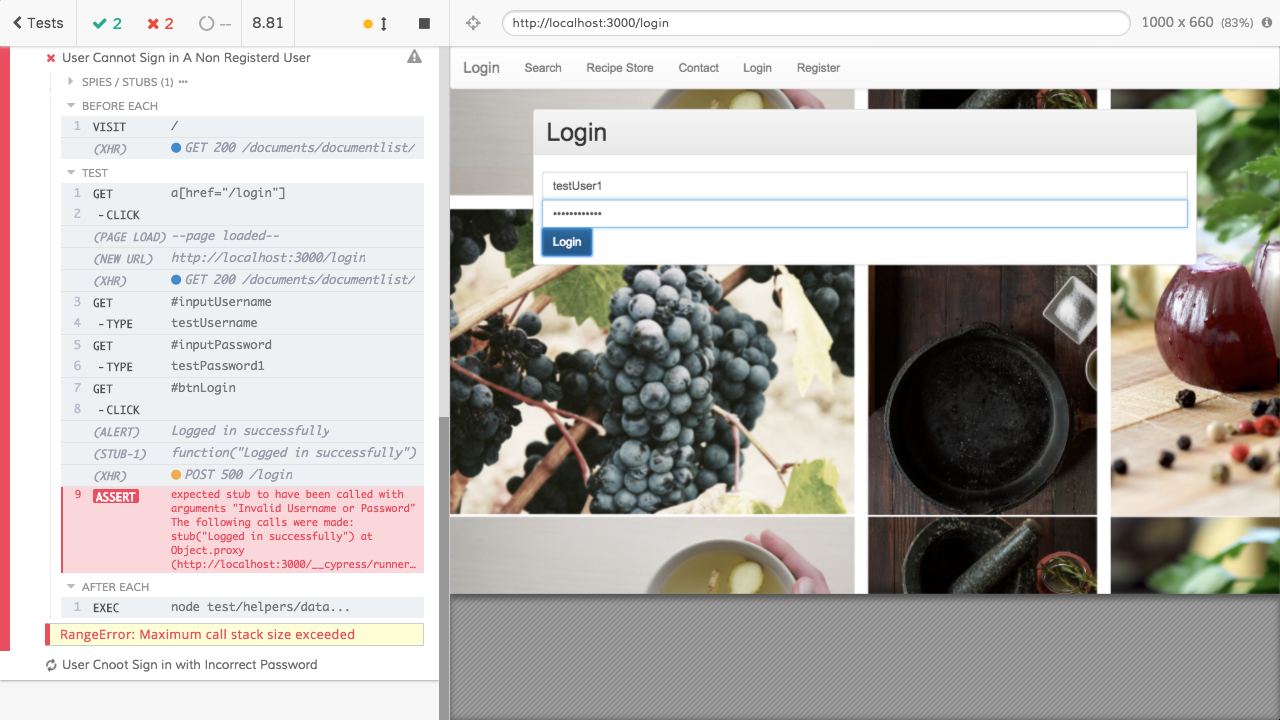 Tests
2
2
--
8.81
http://localhost:3000/login
1000 x 660 (83%)
User Cannot Sign in A Non Registerd User
SPIES / STUBS (1) •••
BEFORE EACH
1 VISIT /
(XHR) GET 200 /documents/documentlist/
TEST
1 GET a[href="/login"]
2 -CLICK
(PAGE LOAD) --page loaded--
(NEW URL) http://localhost:3000/login
(XHR) GET 200 /documents/documentlist/
3 GET #inputUsername
4 -TYPE testUsername
5 GET #inputPassword
6 -TYPE testPassword1
7 GET #btnLogin
8 -CLICK
(ALERT) Logged in successfully
(STUB-1) function("Logged in successfully")
(XHR) POST 500 /login
9 ASSERT expected stub to have been called with
arguments "Invalid Username or Password"
The following calls were made:
stub("Logged in successfully") at
Object.proxy
(http://localhost:3000/__cypress/runner…
AFTER EACH
1 EXEC node test/helpers/data...
RangeError: Maximum call stack size exceeded
User Cnoot Sign in with Incorrect Password
Login Search Recipe Store Contact Login Register
Login
testUser1
••••••••••••
Login